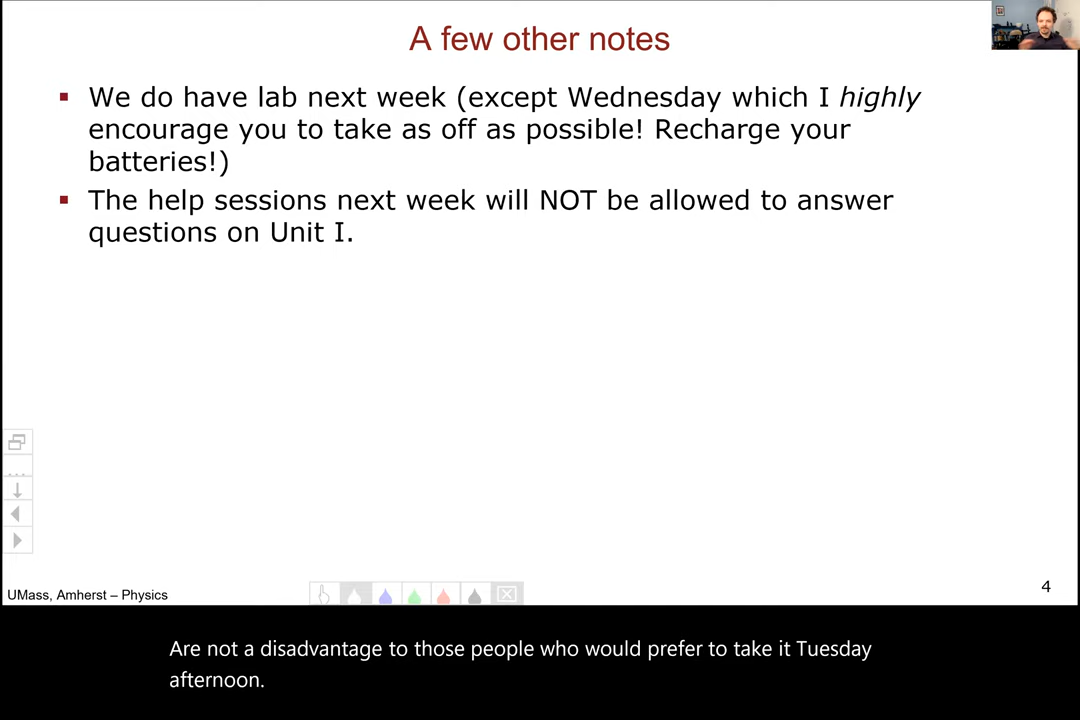 A few other notes
▪ We do have lab next week (except Wednesday which I highly
encourage you to take as off as possible! Recharge your
batteries!)
▪ The help sessions next week will NOT be allowed to answer
questions on Unit I.
UMass, Amherst – Physics
4
Are not a disadvantage to those people who would prefer to take it Tuesday
afternoon.